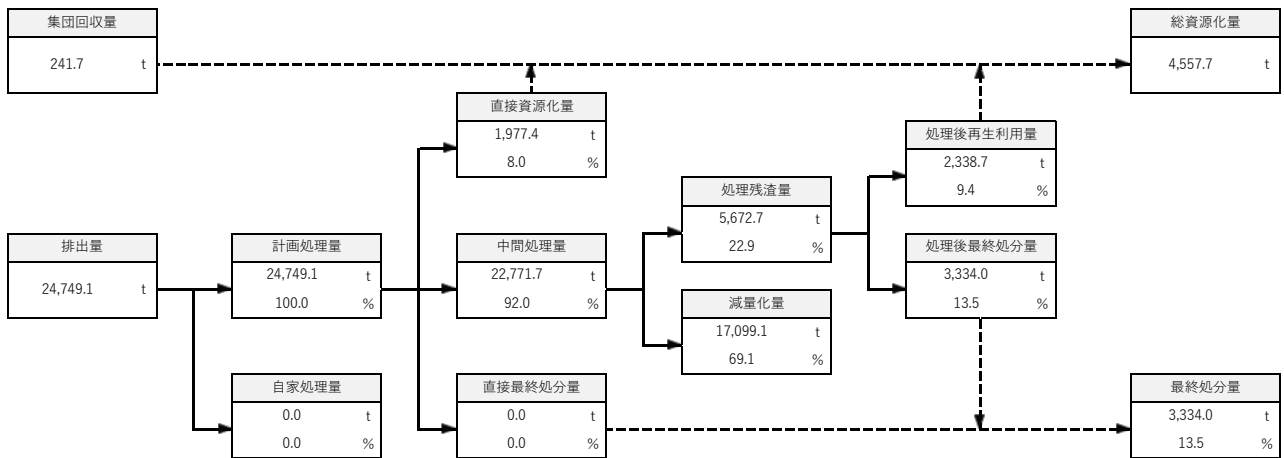 集団回収量
241.7 t
総資源化量
4,557.7 t
直接資源化量
1,977.4 t
8.0 %
処理後再生利用量
2,338.7 t
9.4 %
処理残渣量
5,672.7 t
22.9 %
排出量
24,749.1 t
計画処理量
24,749.1 t
100.0 %
中間処理量
22,771.7 t
92.0 %
処理後最終処分量
3,334.0 t
13.5 %
減量化量
17,099.1 t
69.1 %
自家処理量
0.0 t
0.0 %
直接最終処分量
0.0 t
0.0 %
最終処分量
3,334.0 t
13.5 %